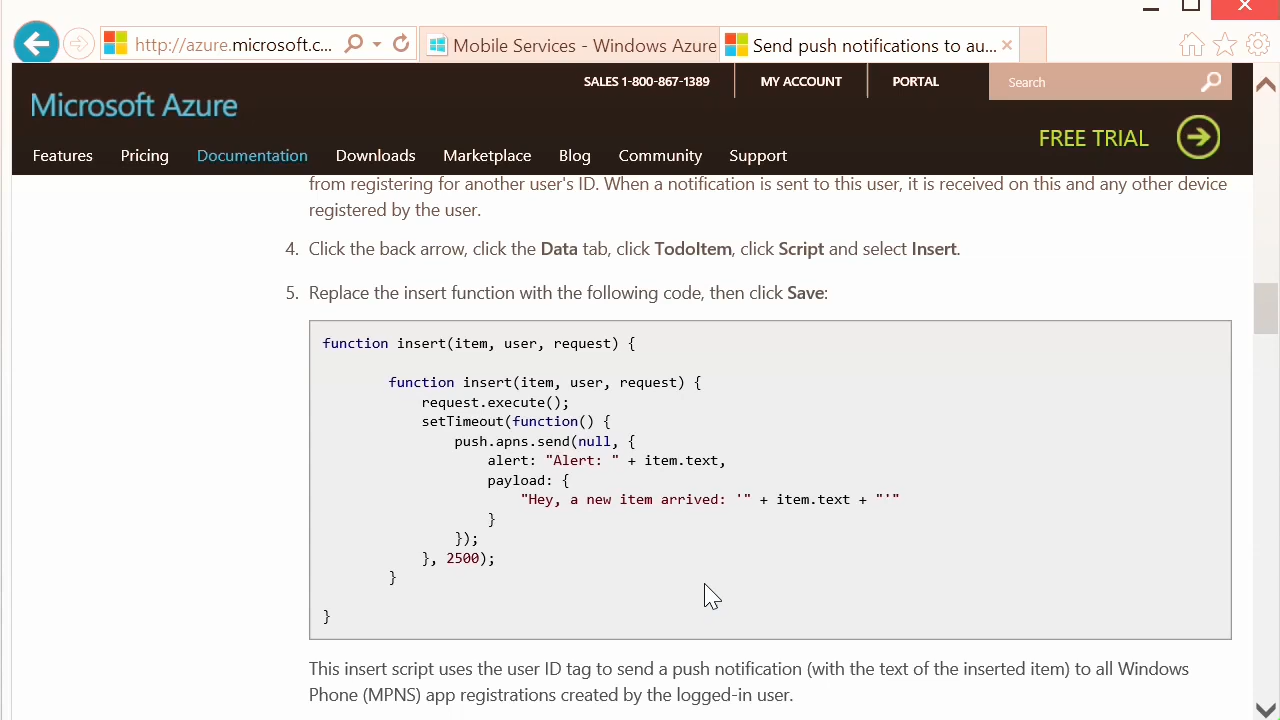 http://azure.microsoft.c...
Mobile Services - Windows Azure
Send push notifications to au...
SALES 1-800-867-1389
MY ACCOUNT
PORTAL
Search
Microsoft Azure
FREE TRIAL
Features
Pricing
Documentation
Downloads
Marketplace
Blog
Community
Support
from registering for another user's ID. When a notification is sent to this user, it is received on this and any other device
registered by the user.
4. Click the back arrow, click the Data tab, click TodoItem, click Script and select Insert.
5. Replace the insert function with the following code, then click Save:
function insert(item, user, request) {
function insert(item, user, request) {
request.execute();
setTimeout(function() {
push.apns.send(null, {
alert: "Alert: " + item.text,
payload: {
"Hey, a new item arrived: '" + item.text + "'"
}
});
}, 2500);
}
}
This insert script uses the user ID tag to send a push notification (with the text of the inserted item) to all Windows
Phone (MPNS) app registrations created by the logged-in user.